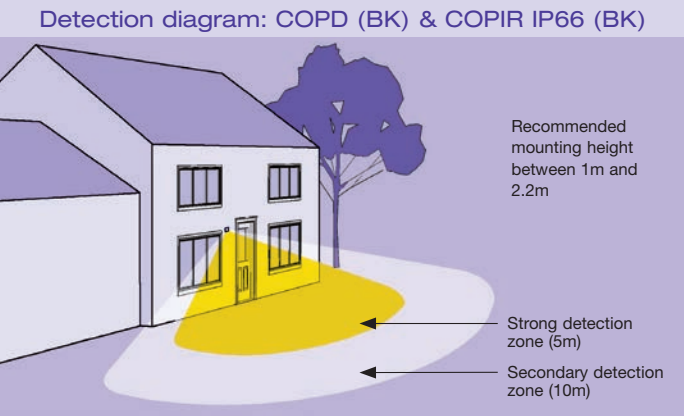 Detection diagram: COPD (BK) & COPIR IP66 (BK)
Recommended
mounting height
between 1m and
2.2m
Strong detection
zone (5m)
Secondary detection
zone (10m)